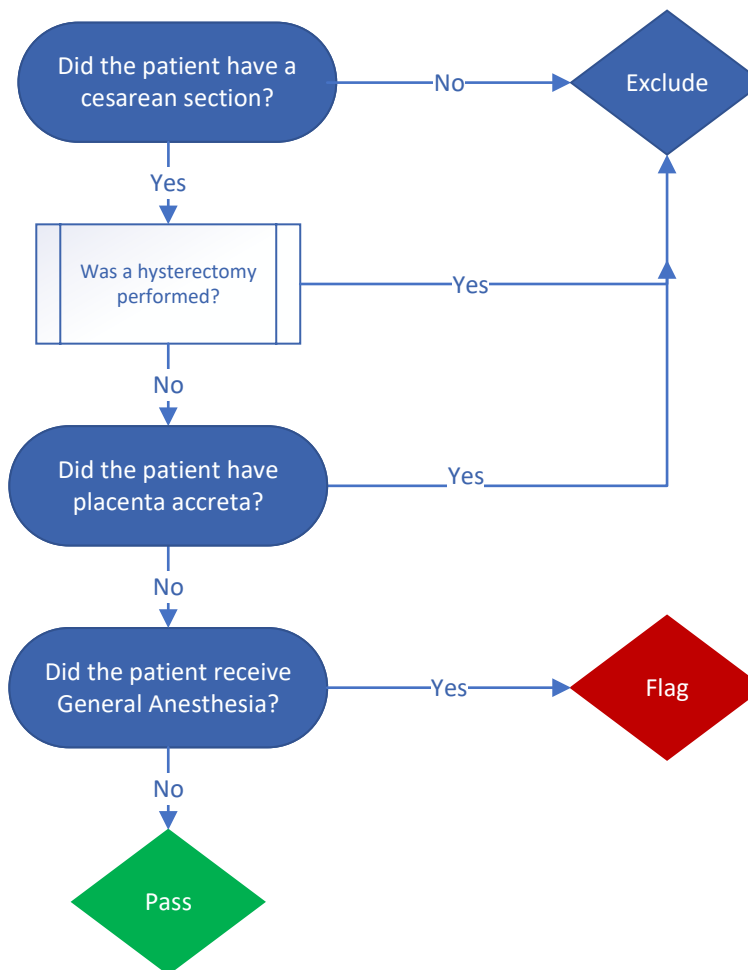 Did the patient have a
cesarean section?
No
Exclude
Yes
Was a hysterectomy
performed?
Yes
No
Did the patient have
placenta accreta?
Yes
No
Did the patient receive
General Anesthesia?
Yes
Flag
No
Pass